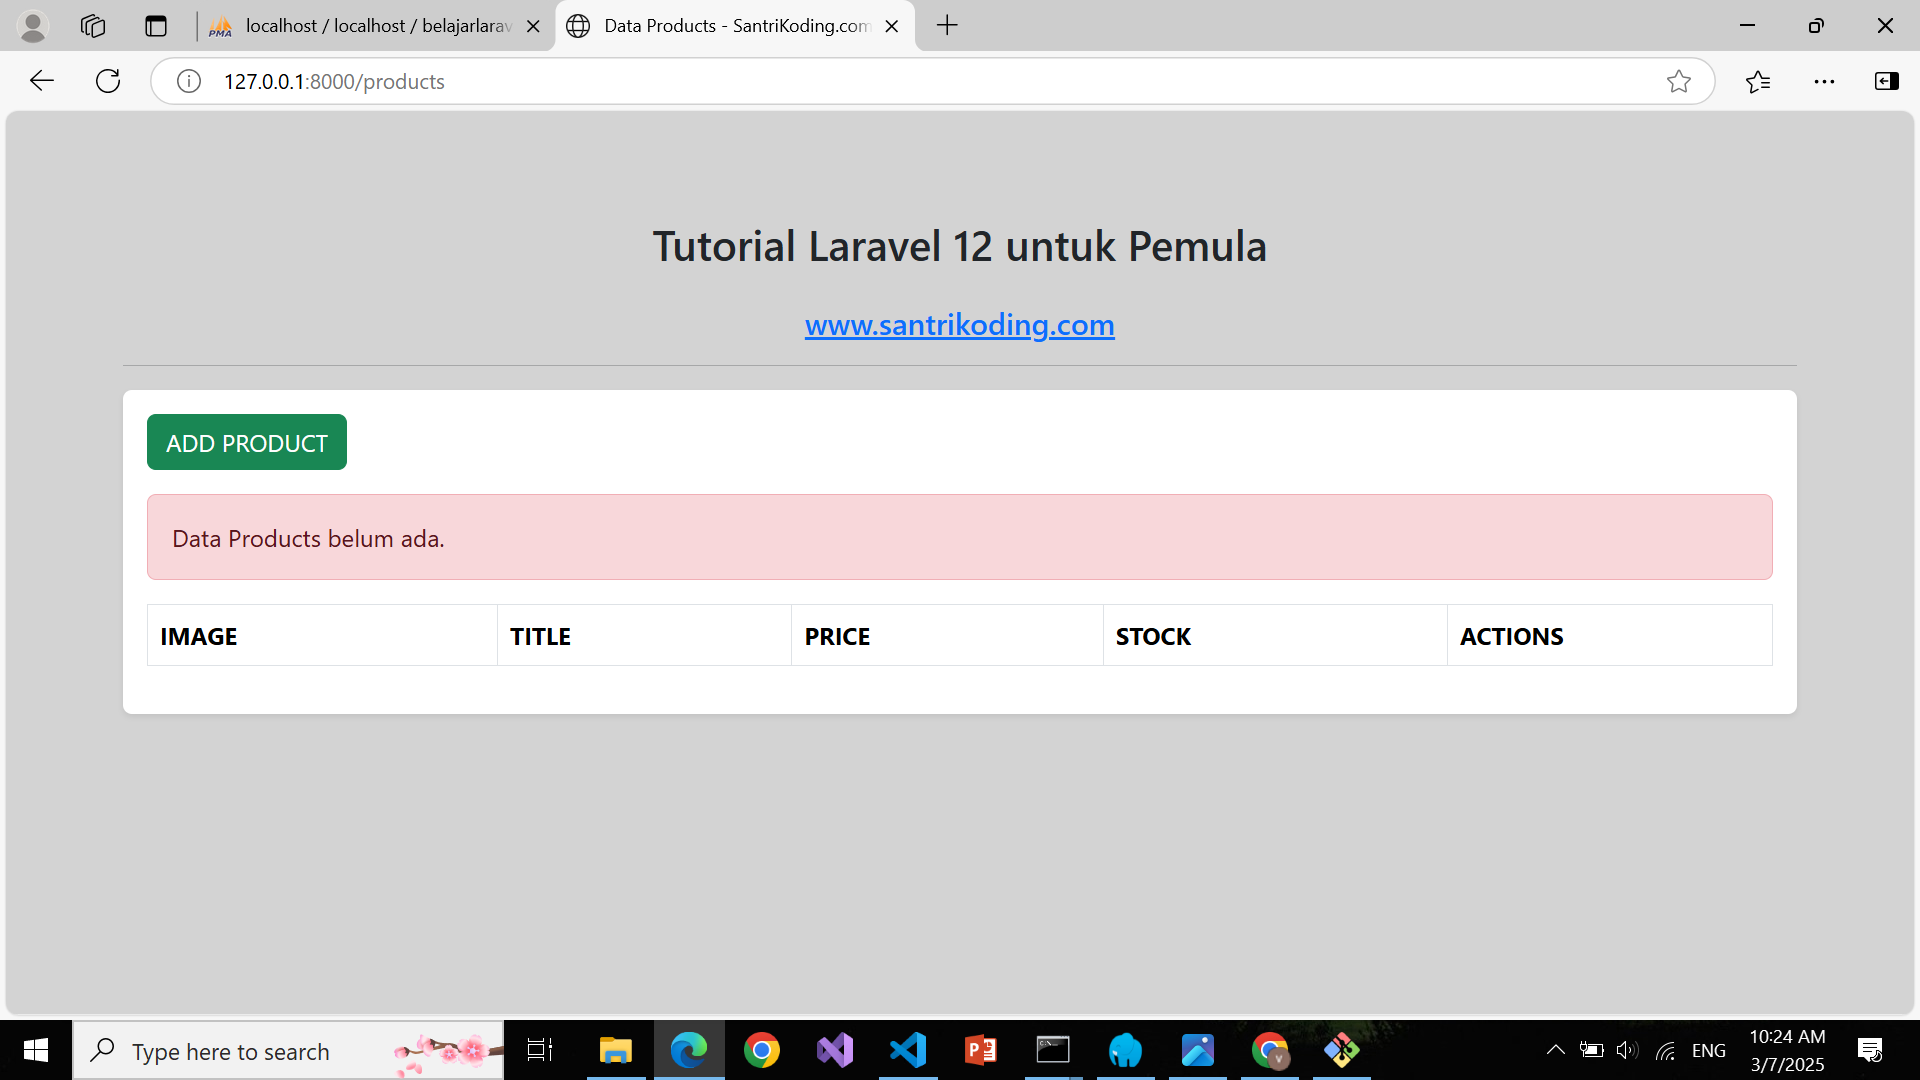 localhost / localhost / belajarlarav
Data Products - SantriKoding.com
127.0.0.1:8000/products
Tutorial Laravel 12 untuk Pemula
www.santrikoding.com
ADD PRODUCT
Data Products belum ada.
IMAGE TITLE PRICE STOCK ACTIONS
Type here to search
ENG
10:24 AM
3/7/2025
PMA
v